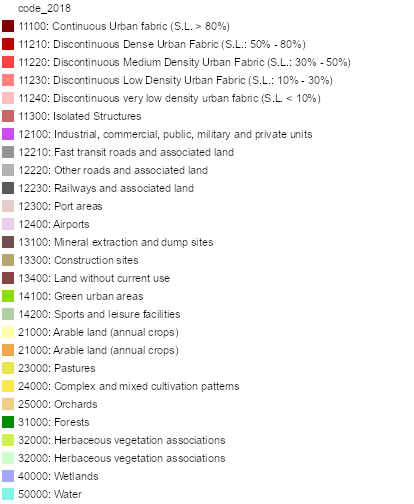 code_2018
11100: Continuous Urban fabric (S.L. > 80%)
11210: Discontinuous Dense Urban Fabric (S.L.: 50% - 80%)
11220: Discontinuous Medium Density Urban Fabric (S.L.: 30% - 50%)
11230: Discontinuous Low Density Urban Fabric (S.L.: 10% - 30%)
11240: Discontinuous very low density urban fabric (S.L. < 10%)
11300: Isolated Structures
12100: Industrial, commercial, public, military and private units
12210: Fast transit roads and associated land
12220: Other roads and associated land
12230: Railways and associated land
12300: Port areas
12400: Airports
13100: Mineral extraction and dump sites
13300: Construction sites
13400: Land without current use
14100: Green urban areas
14200: Sports and leisure facilities
21000: Arable land (annual crops)
21000: Arable land (annual crops)
23000: Pastures
24000: Complex and mixed cultivation patterns
25000: Orchards
31000: Forests
32000: Herbaceous vegetation associations
32000: Herbaceous vegetation associations
40000: Wetlands
50000: Water